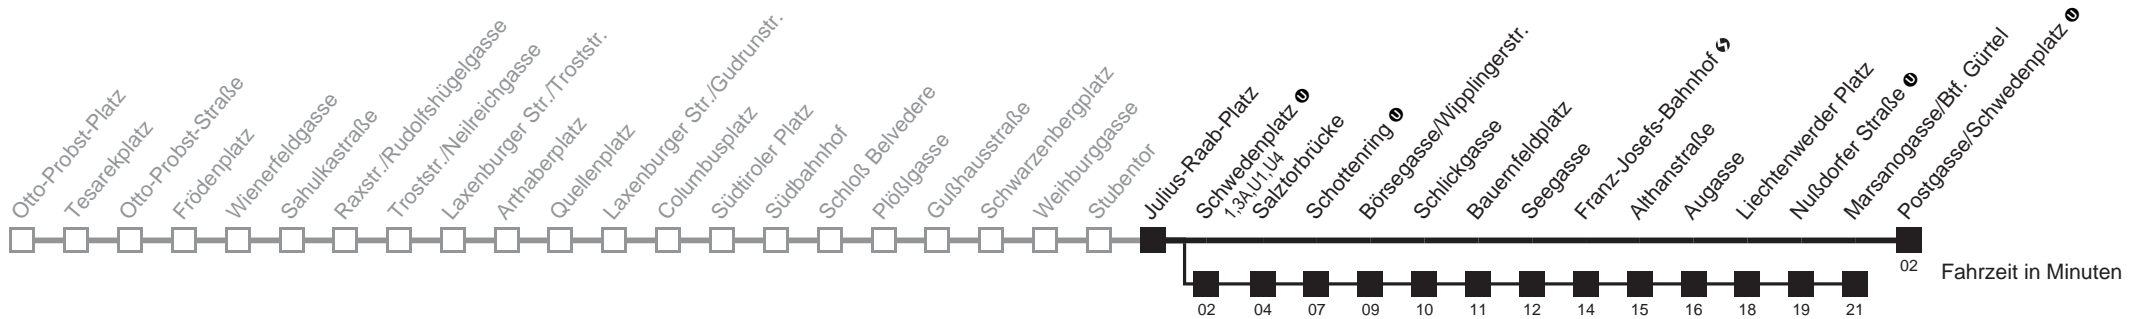 Otto-Probst-Platz
Tesarekplatz
Otto-Probst-Straße
Frödenplatz
Wienerfeldgasse
Sahulkastraße
Raxstr./Rudolfshügelgasse
Troststr./Neilreichgasse
Laxenburger Str./Troststr.
Arthaberplatz
Quellenplatz
Laxenburger Str./Gudrunstr.
Columbusplatz
Südtiroler Platz
Südbahnhof
Schloß Belvedere
Plößlgasse
Gußhausstraße
Schwarzenbergplatz
Weihburggasse
Stubentor
Julius-Raab-Platz
Schwedenplatz U
1,3A,U1,U4
Salztorbrücke
Schottenring U
Börsegasse/Wipplingerstr.
Schlickgasse
Bauernfeldplatz
Seegasse
Franz-Josefs-Bahnhof S
Althanstraße
Augasse
Liechtenwerder Platz
Nußdorfer Straße U
Marsanogasse/Btf. Gürtel
Postgasse/Schwedenplatz U
02
Fahrzeit in Minuten
02 04 07 09 10 11 12 14 15 16 18 19 21